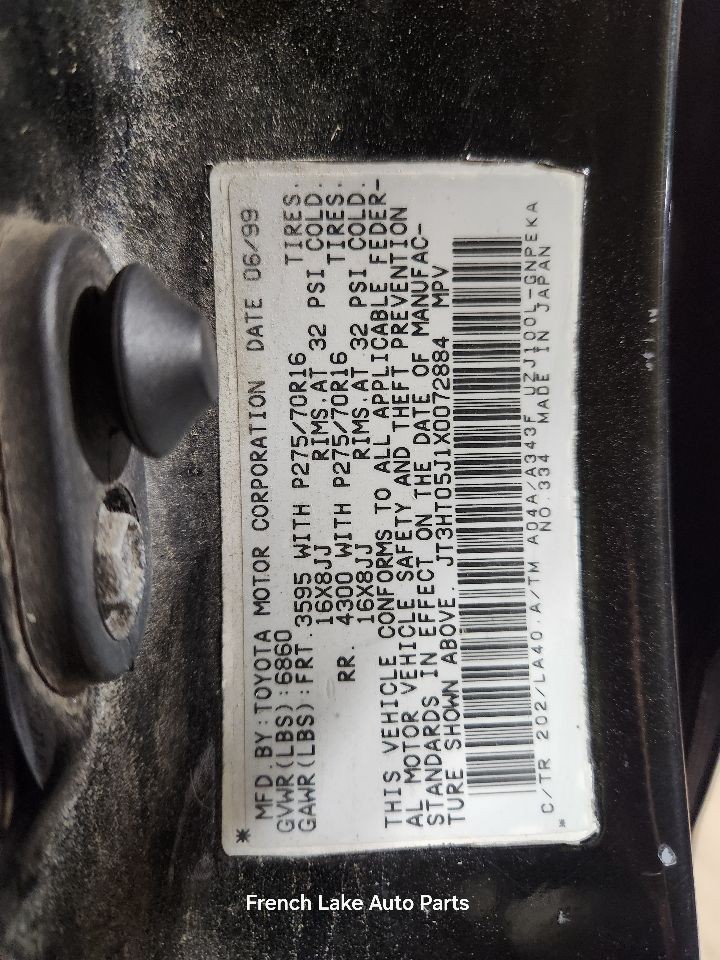 MFD.BY:TOYOTA MOTOR CORPORATION DATE 06/99
GVWR(LBS):6860
GAWR(LBS):FRT.3595 WITH P275/70R16 TIRES.
16X8JJ RIMS.AT 32 PSI COLD.
RR. 4300 WITH P275/70R16 TIRES.
16X8JJ RIMS.AT 32 PSI COLD.
THIS VEHICLE CONFORMS TO ALL APPLICABLE FEDER-
AL MOTOR VEHICLE SAFETY AND THEFT PREVENTION
STANDARDS IN EFFECT ON THE DATE OF MANUFAC-
TURE SHOWN ABOVE. JT3HT05J1X0072884 MPV
C/TR 202/LA40.A/TM A04A/A343F UZJ100L-GNPEKA
NO.334 MADE IN JAPAN
French Lake Auto Parts